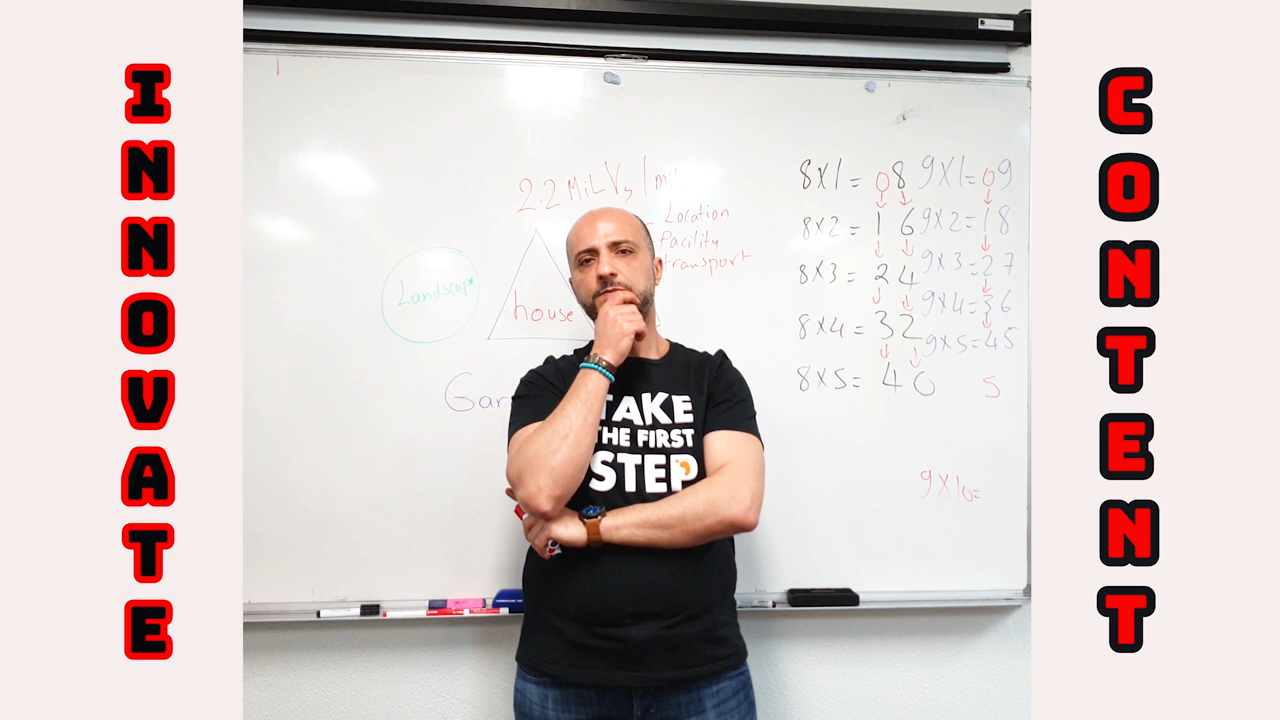 INNOVATE
2.2 MiL Vs 1 mil
Location
Facility
transport
Landscape
house
Gar
TAKE
THE FIRST
STEP
8X1= 08
8X2= 16
8X3= 24
8X4= 32
8X5= 40
9X1=09
9X2=18
9X3=27
9X4=36
9X5=45
5
9X10=
CONTENT